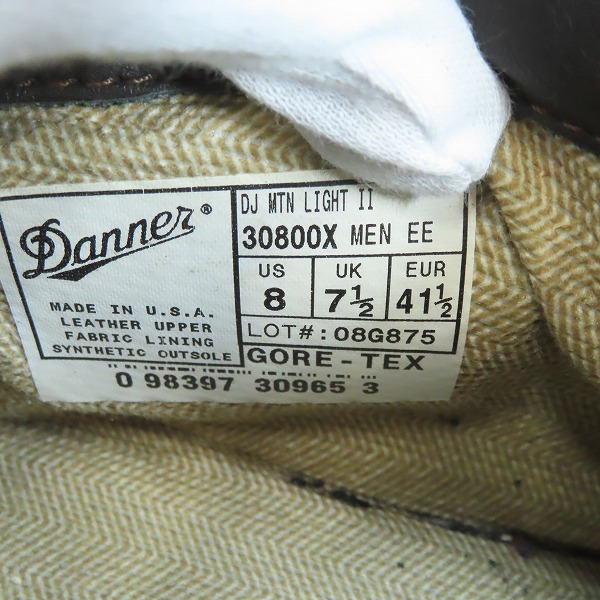 Danner®
MADE IN U.S.A.
LEATHER UPPER
FABRIC LINING
SYNTHETIC OUTSOLE
DJ MTN LIGHT II
30800X MEN EE
US UK EUR
8 7½ 41½
LOT#: 08G875
GORE-TEX
0 98397 30965 3